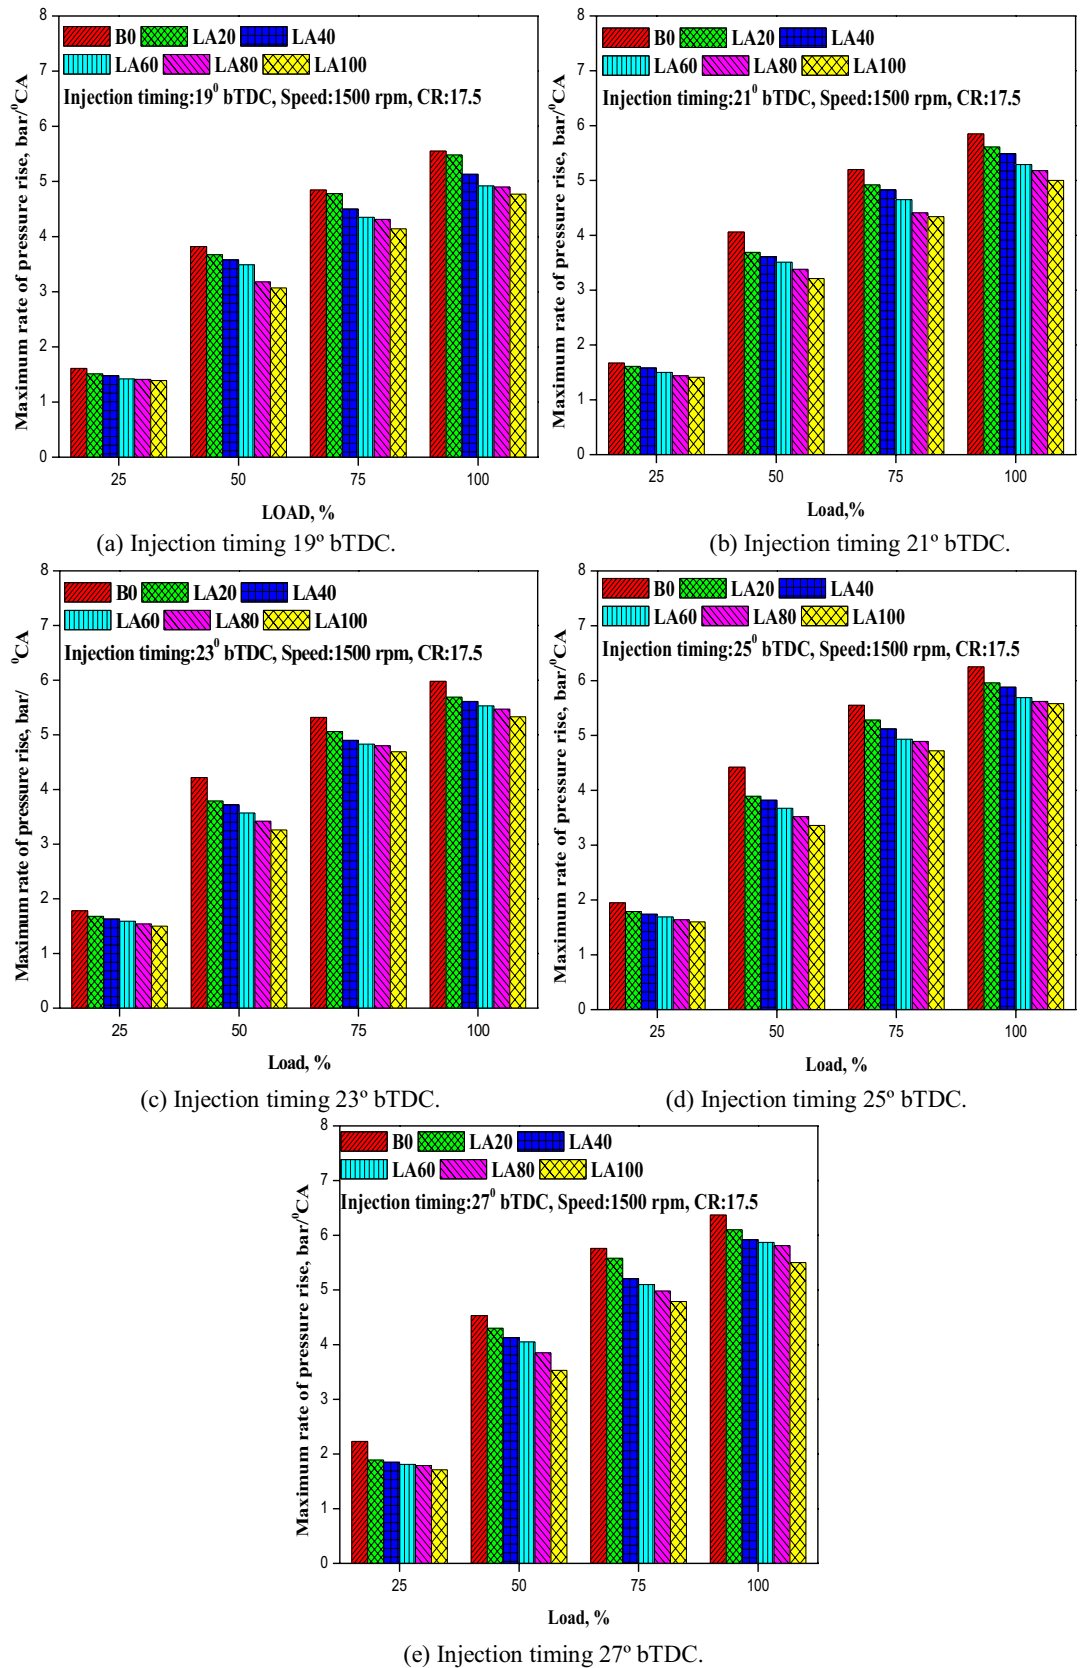 8
7
6
5
4
3
2
1
0
Maximum rate of pressure rise, bar/⁰CA
B0 LA20 LA40
LA60 LA80 LA100
Injection timing:19⁰ bTDC, Speed:1500 rpm, CR:17.5
25 50 75 100
LOAD, %
(a) Injection timing 19º bTDC.
8
7
6
5
4
3
2
1
0
Maximum rate of pressure rise, bar/⁰CA
B0 LA20 LA40
LA60 LA80 LA100
Injection timing:21⁰ bTDC, Speed:1500 rpm, CR:17.5
25 50 75 100
Load,%
(b) Injection timing 21º bTDC.
8
7
6
5
4
3
2
1
0
Maximum rate of pressure rise, bar/ ⁰CA
B0 LA20 LA40
LA60 LA80 LA100
Injection timing:23⁰ bTDC, Speed:1500 rpm, CR:17.5
25 50 75 100
Load, %
(c) Injection timing 23º bTDC.
8
7
6
5
4
3
2
1
0
Maximum rate of pressure rise, bar/⁰CA
B0 LA20 LA40
LA60 LA80 LA100
Injection timing:25⁰ bTDC, Speed:1500 rpm, CR:17.5
25 50 75 100
Load, %
(d) Injection timing 25º bTDC.
8
7
6
5
4
3
2
1
0
Maximum rate of pressure rise, bar/⁰CA
B0 LA20 LA40
LA60 LA80 LA100
Injection timing:27⁰ bTDC, Speed:1500 rpm, CR:17.5
25 50 75 100
Load, %
(e) Injection timing 27º bTDC.